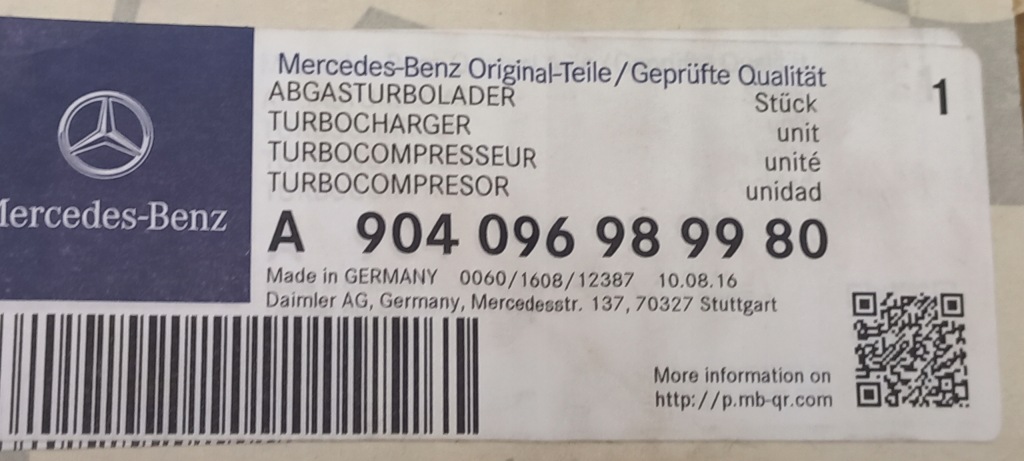 Mercedes-Benz
Mercedes-Benz Original-Teile/Geprüfte Qualität
1
ABGASTURBOLADER Stück
TURBOCHARGER unit
TURBOCOMPRESSEUR unité
TURBOCOMPRESOR unidad
A 904 096 98 99 80
Made in GERMANY 0060/1608/12387 10.08.16
Daimler AG, Germany, Mercedesstr. 137, 70327 Stuttgart
More information on
http://p.mb-qr.com